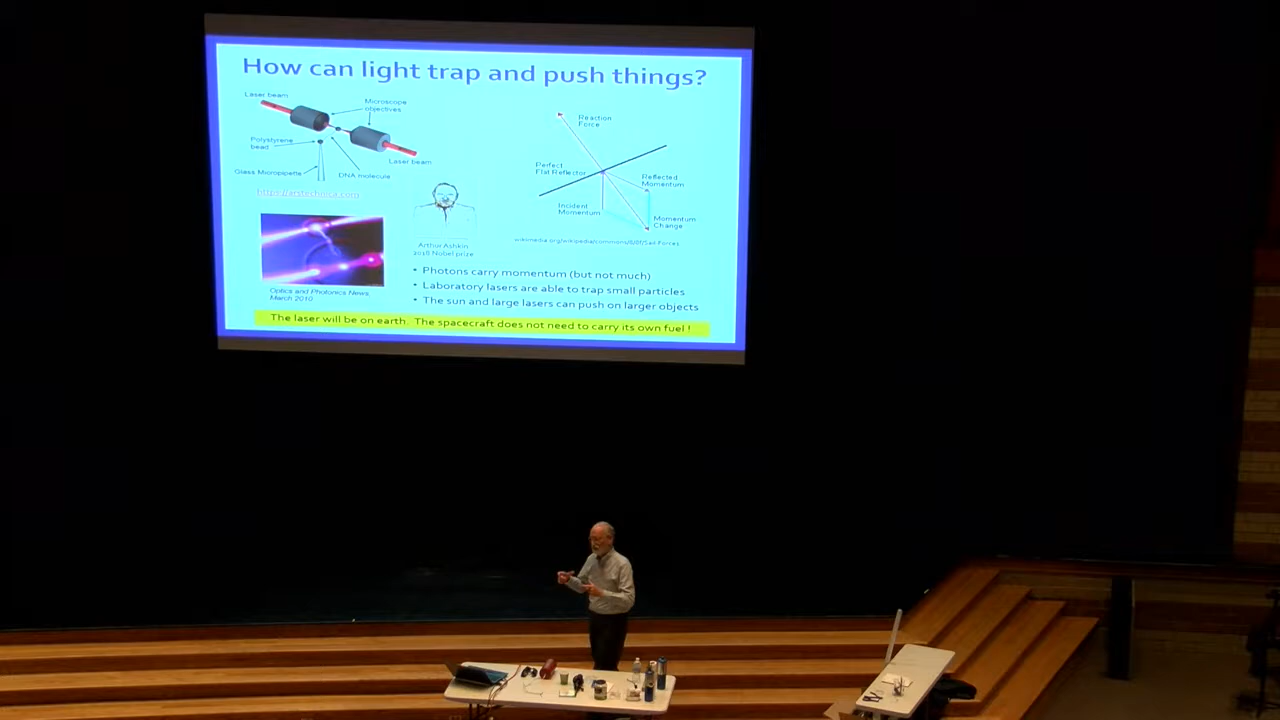 How can light trap and push things?
Laser beam
Microscope
objectives
Polystyrene
bead
Laser beam
Glass Micropipette
DNA molecule
https://arstechnica.com
Arthur Ashkin
2018 Nobel prize
Optics and Photonics News,
March 2010
Reaction
Force
Perfect
Flat Reflector
Reflected
Momentum
Incident
Momentum
Momentum
Change
• Photons carry momentum (but not much)
• Laboratory lasers are able to trap small particles
• The sun and large lasers can push on larger objects
The laser will be on earth. The spacecraft does not need to carry its own fuel !